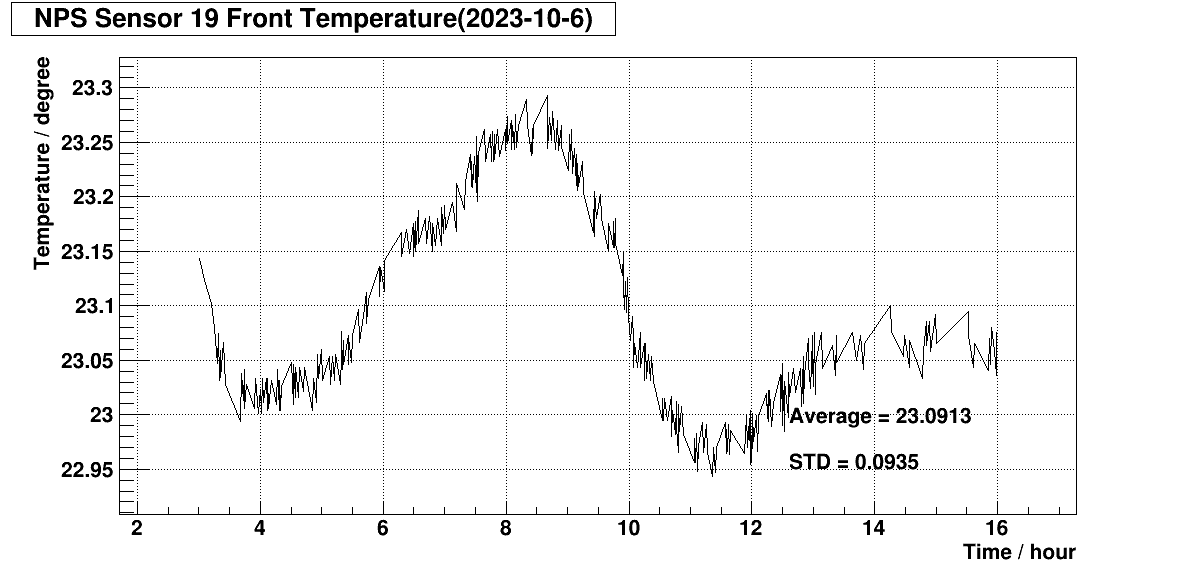 NPS Sensor 19 Front Temperature(2023-10-6)
Temperature / degree
23.3
23.25
23.2
23.15
23.1
23.05
23
22.95
Average = 23.0913
STD = 0.0935
2 4 6 8 10 12 14 16
Time / hour